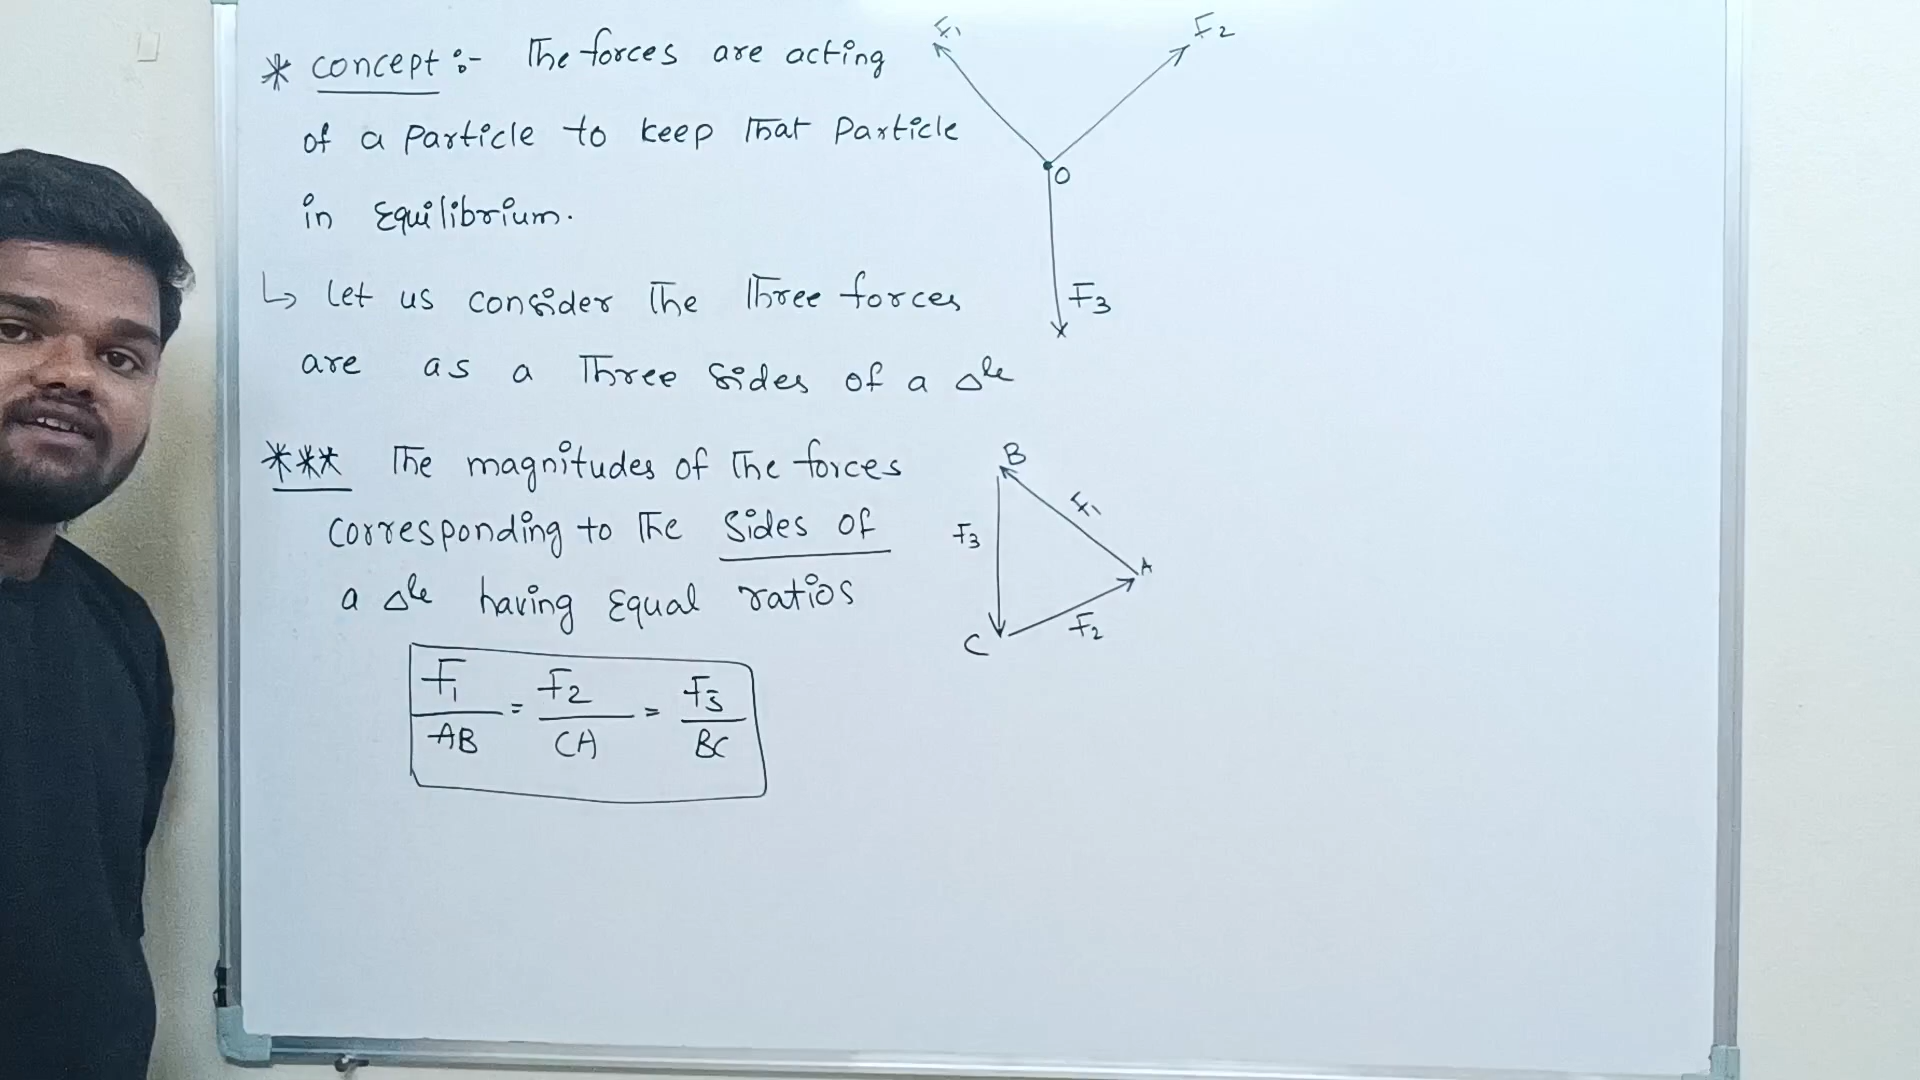 * concept :- The forces are acting
of a particle to keep that particle
in Equilibrium.
↳ Let us consider the three forces
are as a three sides of a Δle
*** The magnitudes of the forces
corresponding to the sides of
a Δle having equal ratios
F1/AB = F2/CA = F3/BC
F1
F2
O
F3
B
F1
F3
A
F2
C